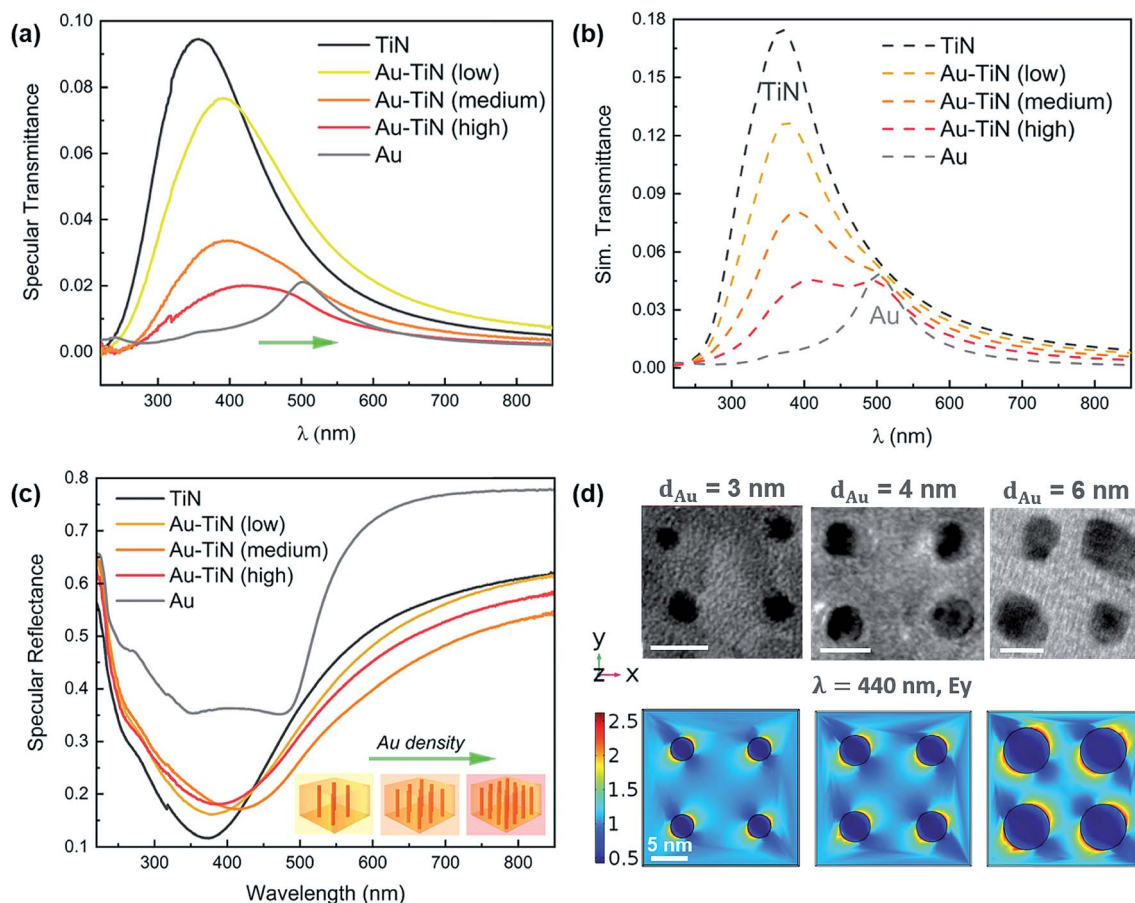 (a)
0.10
0.08
0.06
0.04
0.02
0.00
Specular Transmittance
TiN
Au-TiN (low)
Au-TiN (medium)
Au-TiN (high)
Au
300 400 500 600 700 800
λ (nm)
(b)
0.18
0.15
0.12
0.09
0.06
0.03
0.00
Sim. Transmittance
TiN
Au-TiN (low)
Au-TiN (medium)
Au-TiN (high)
Au
TiN
Au
300 400 500 600 700 800
λ (nm)
(c)
0.8
0.7
0.6
0.5
0.4
0.3
0.2
0.1
Specular Reflectance
TiN
Au-TiN (low)
Au-TiN (medium)
Au-TiN (high)
Au
Au density
300 400 500 600 700 800
Wavelength (nm)
(d)
dAu = 3 nm dAu = 4 nm dAu = 6 nm
y
z x
λ = 440 nm, Ey
2.5
2
1.5
1
0.5
5 nm